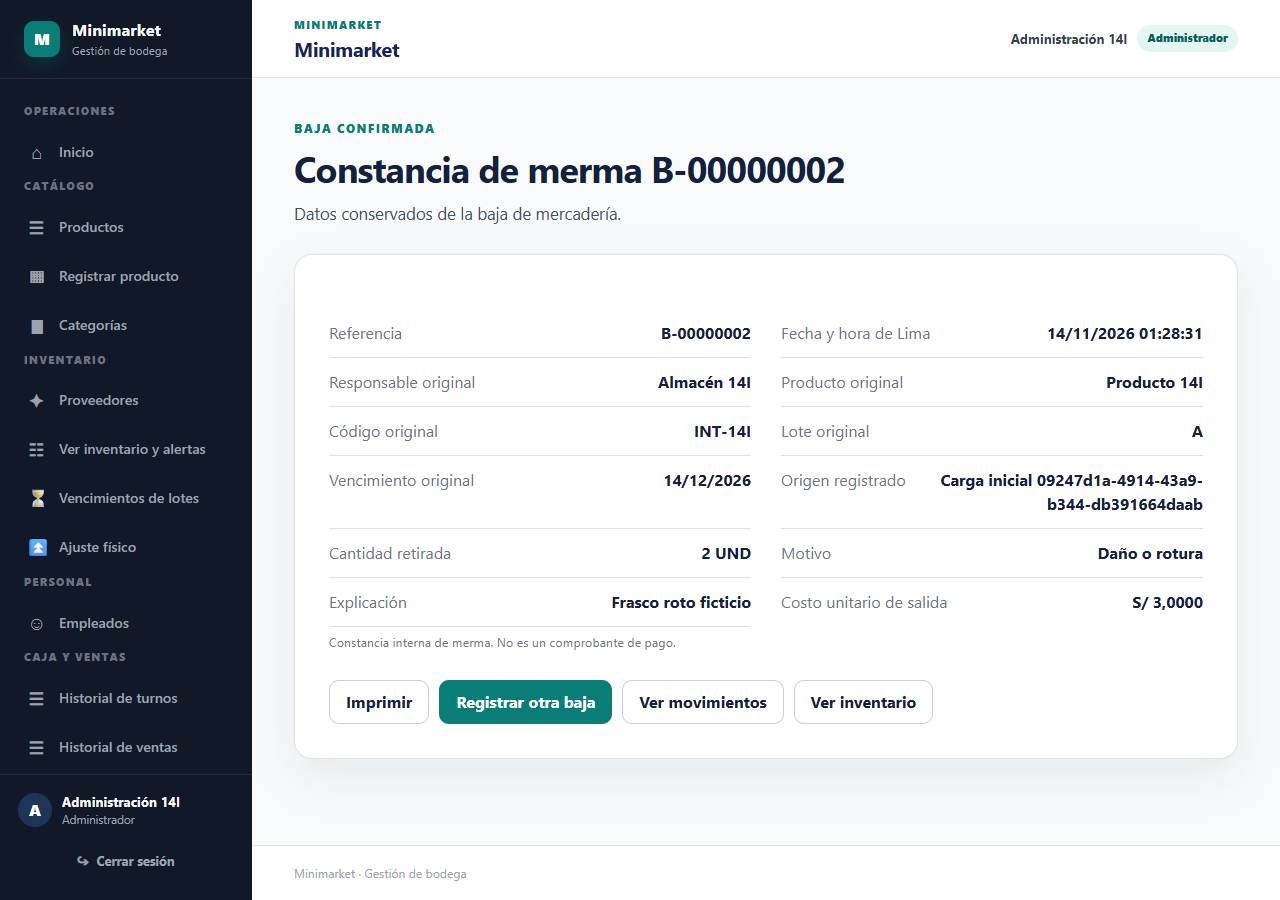 M
Minimarket
Gestión de bodega
OPERACIONES
Inicio
CATÁLOGO
Productos
Registrar producto
Categorías
INVENTARIO
Proveedores
Ver inventario y alertas
Vencimientos de lotes
Ajuste físico
PERSONAL
Empleados
CAJA Y VENTAS
Historial de turnos
Historial de ventas
A
Administración 14I
Administrador
Cerrar sesión
MINIMARKET
Minimarket
Administración 14I
Administrador
BAJA CONFIRMADA
Constancia de merma B-00000002
Datos conservados de la baja de mercadería.
Referencia B-00000002
Fecha y hora de Lima 14/11/2026 01:28:31
Responsable original Almacén 14I
Producto original Producto 14I
Código original INT-14I
Lote original A
Vencimiento original 14/12/2026
Origen registrado Carga inicial 09247d1a-4914-43a9-
b344-db391664daab
Cantidad retirada 2 UND
Motivo Daño o rotura
Explicación Frasco roto ficticio
Costo unitario de salida S/ 3,0000
Constancia interna de merma. No es un comprobante de pago.
Imprimir
Registrar otra baja
Ver movimientos
Ver inventario
Minimarket · Gestión de bodega